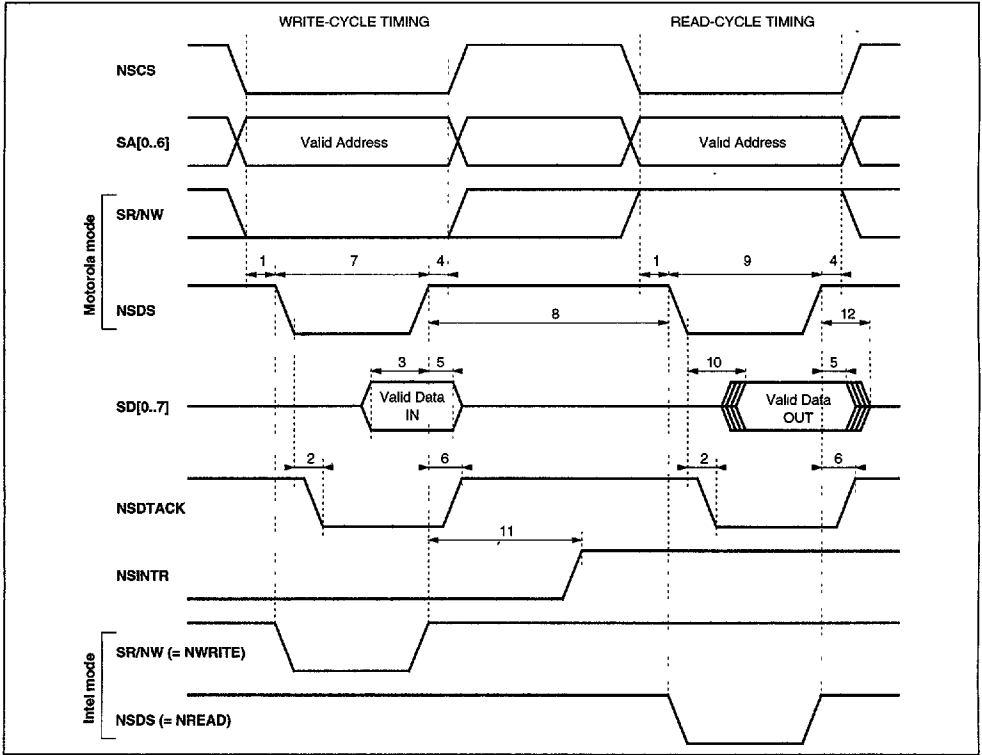 WRITE-CYCLE TIMING READ-CYCLE TIMING
NSCS
SA[0..6] Valid Address Valid Address
Motorola mode
SR/NW
1 7 4 1 9 4
NSDS
8 12
3 5 10 5
SD[0..7] Valid Data IN Valid Data OUT
2 6 2 6
NSDTACK
11
NSINTR
Intel mode
SR/NW (= NWRITE)
NSDS (= NREAD)